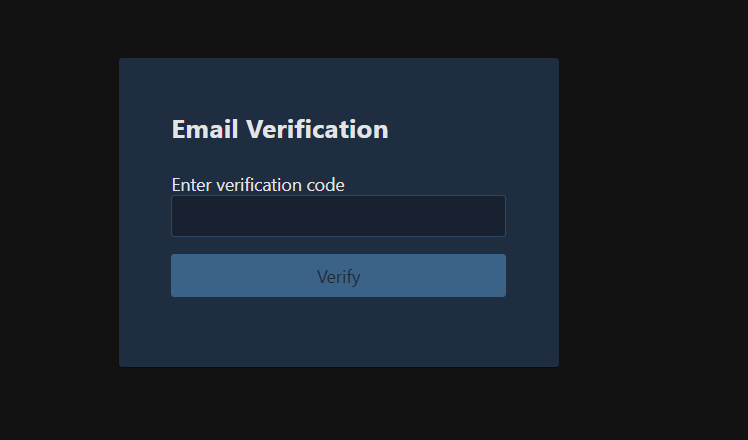 Email Verification
Enter verification code
Verify